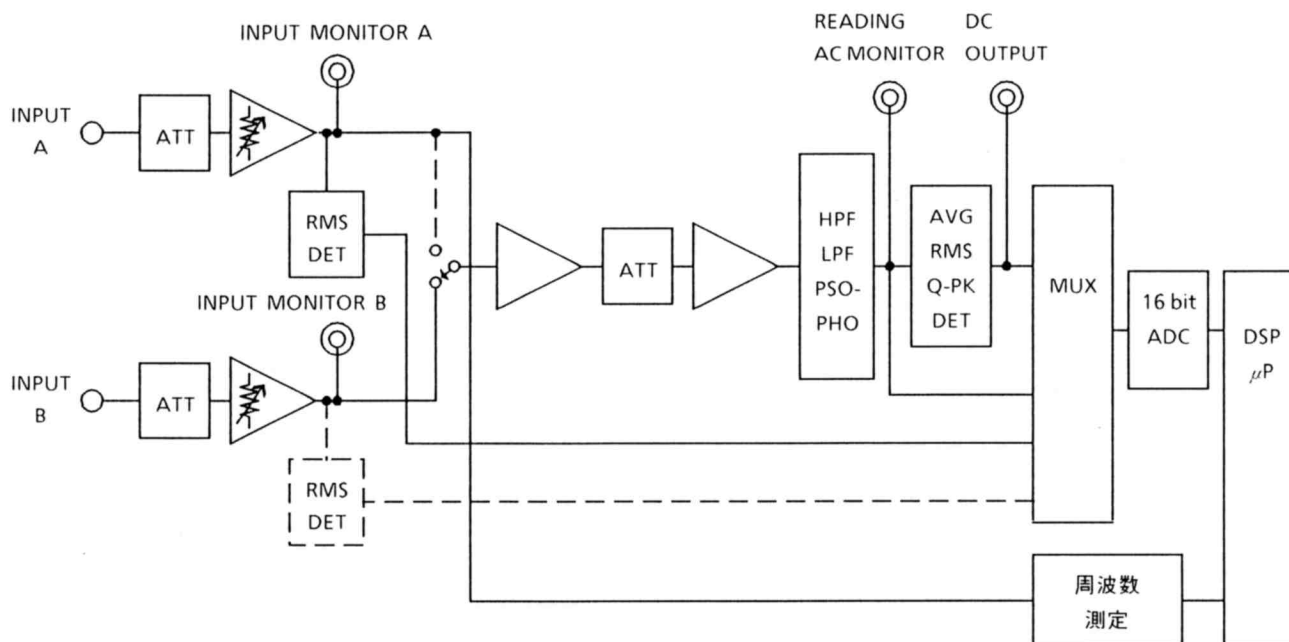 INPUT MONITOR A
READING
AC MONITOR
DC
OUTPUT
INPUT
A
ATT
RMS
DET
INPUT MONITOR B
INPUT
B
ATT
RMS
DET
ATT
HPF
LPF
PSO-
PHO
AVG
RMS
Q-PK
DET
MUX
16 bit
ADC
DSP
μP
周波数
測定